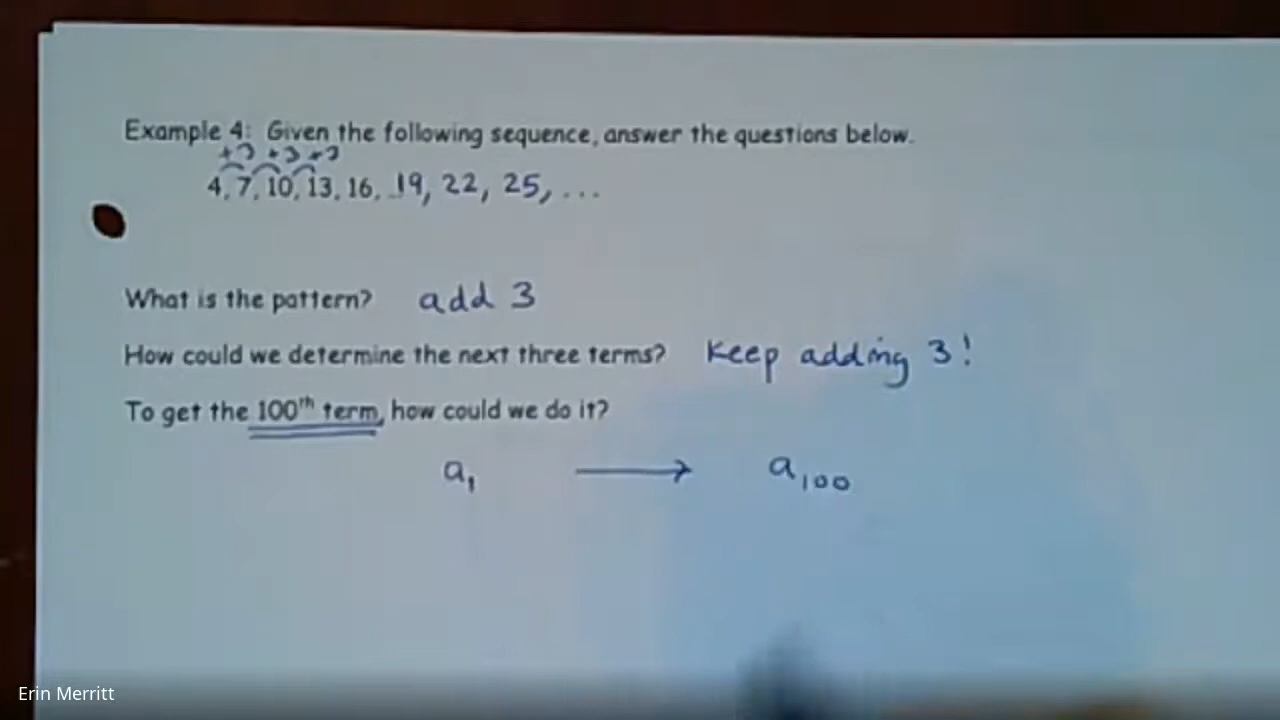 Example 4: Given the following sequence, answer the questions below.
+3 +3 +3
4, 7, 10, 13, 16, 19, 22, 25, ...
What is the pattern? add 3
How could we determine the next three terms? Keep adding 3!
To get the 100th term, how could we do it?
a1 → a100
Erin Merritt